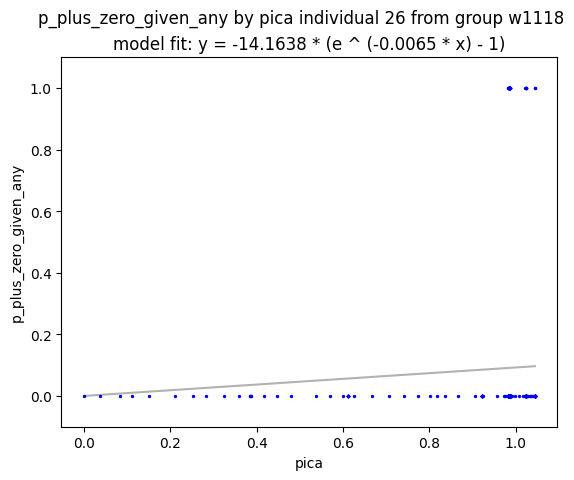 p_plus_zero_given_any by pica individual 26 from group w1118
model fit: y = -14.1638 * (e ^ (-0.0065 * x) - 1)
p_plus_zero_given_any
1.0
0.8
0.6
0.4
0.2
0.0
0.0 0.2 0.4 0.6 0.8 1.0
pica